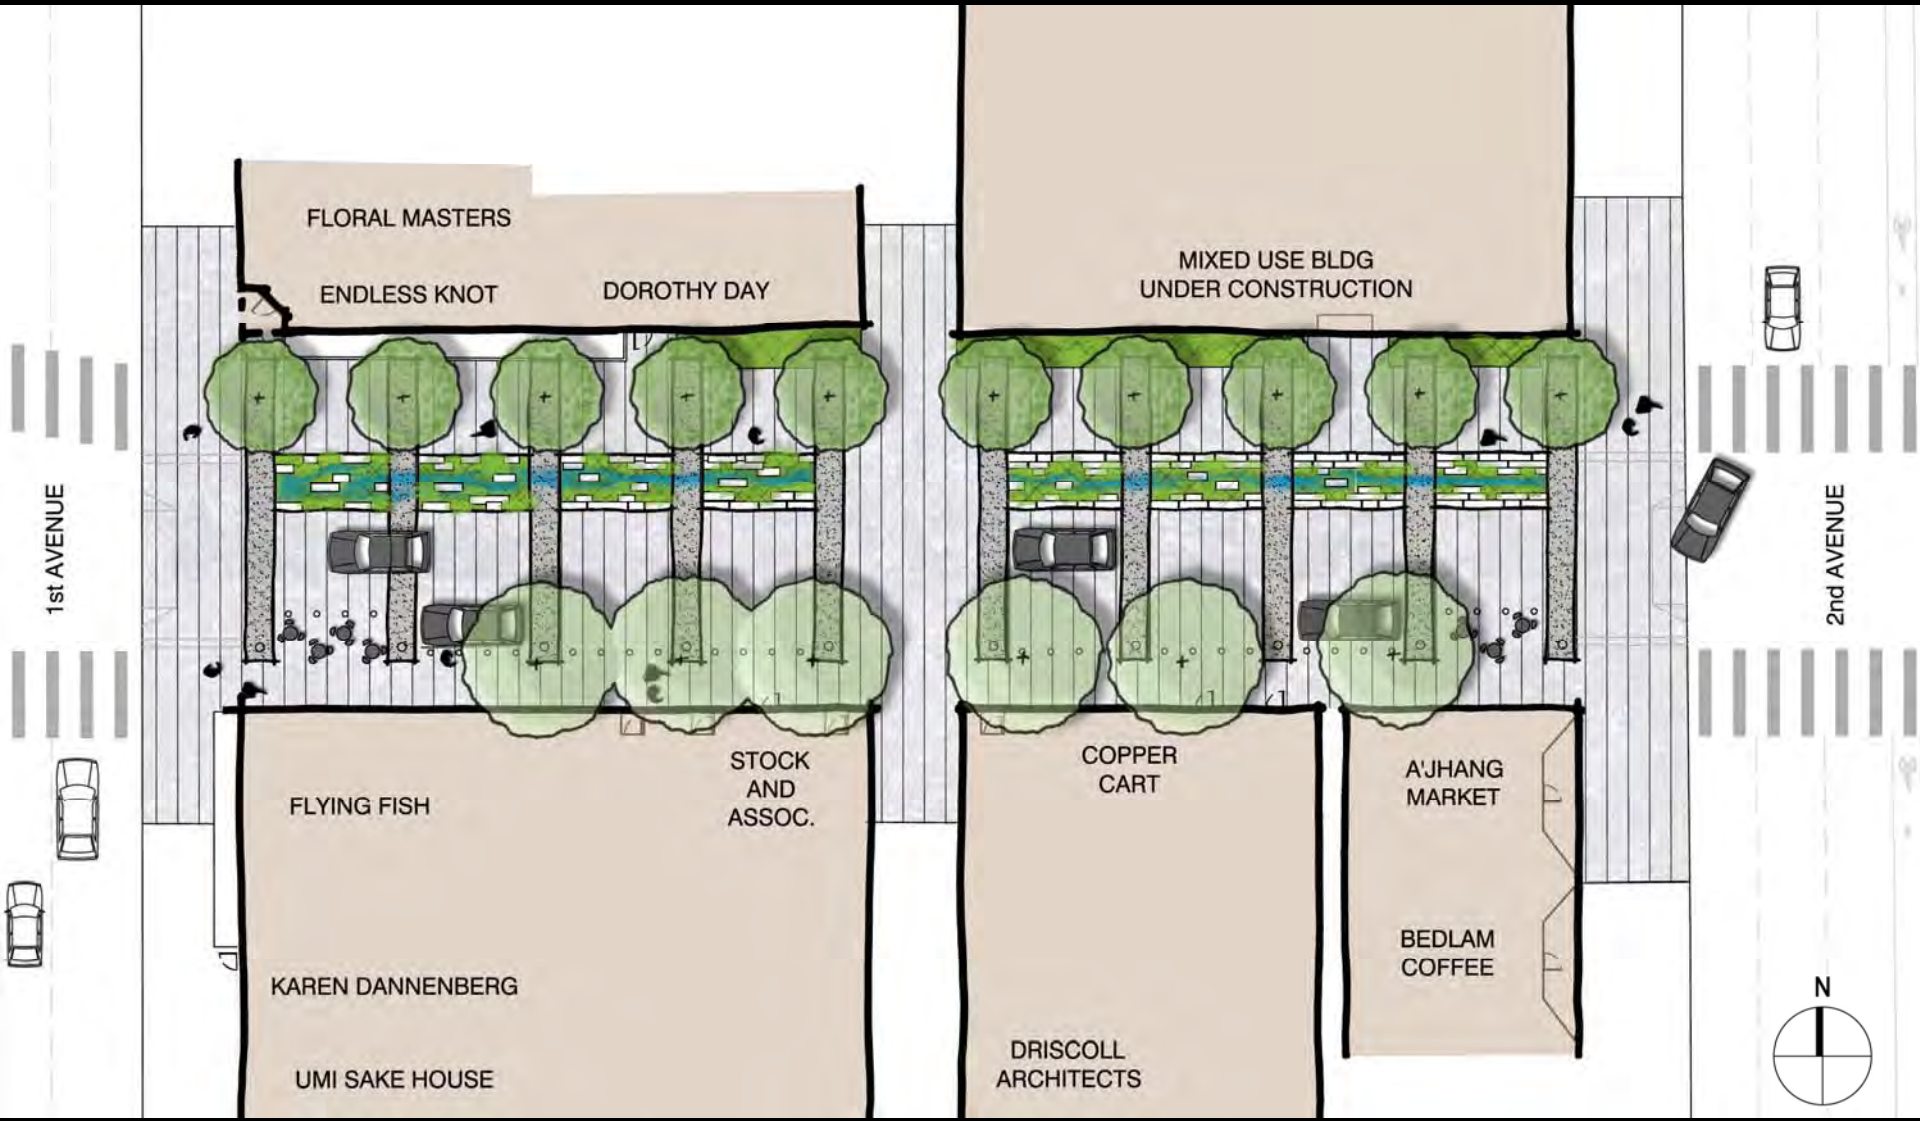 FLORAL MASTERS
ENDLESS KNOT
DOROTHY DAY
MIXED USE BLDG
UNDER CONSTRUCTION
1st AVENUE
2nd AVENUE
FLYING FISH
STOCK
AND
ASSOC.
COPPER
CART
A'JHANG
MARKET
BEDLAM
COFFEE
KAREN DANNENBERG
UMI SAKE HOUSE
DRISCOLL
ARCHITECTS
N